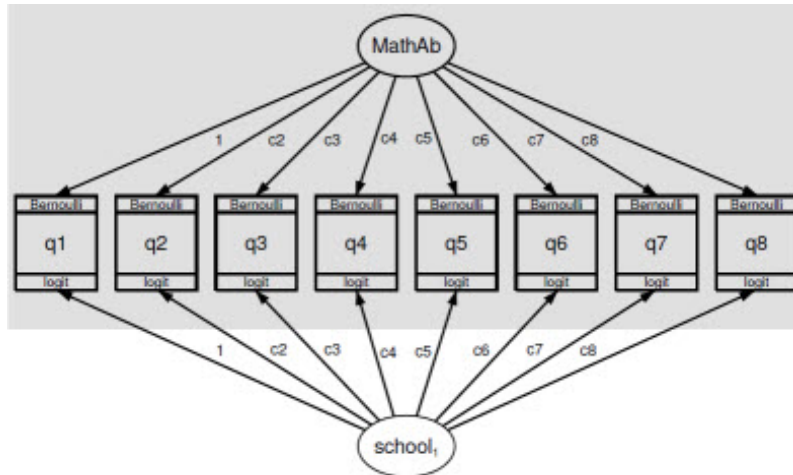 MathAb
1 c2 c3 c4 c5 c6 c7 c8
Bernoulli Bernoulli Bernoulli Bernoulli Bernoulli Bernoulli Bernoulli Bernoulli
q1 q2 q3 q4 q5 q6 q7 q8
logit logit logit logit logit logit logit logit
1 c2 c3 c4 c5 c6 c7 c8
school₁